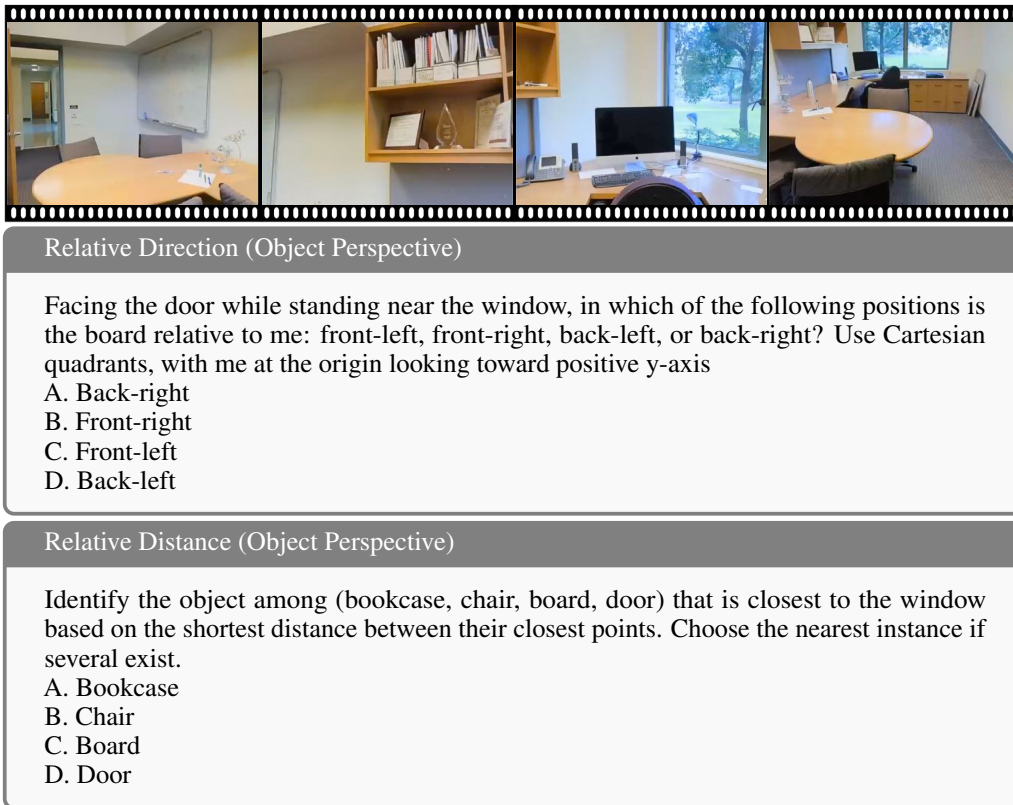 Relative Direction (Object Perspective)
Facing the door while standing near the window, in which of the following positions is
the board relative to me: front-left, front-right, back-left, or back-right? Use Cartesian
quadrants, with me at the origin looking toward positive y-axis
A. Back-right
B. Front-right
C. Front-left
D. Back-left
Relative Distance (Object Perspective)
Identify the object among (bookcase, chair, board, door) that is closest to the window
based on the shortest distance between their closest points. Choose the nearest instance if
several exist.
A. Bookcase
B. Chair
C. Board
D. Door